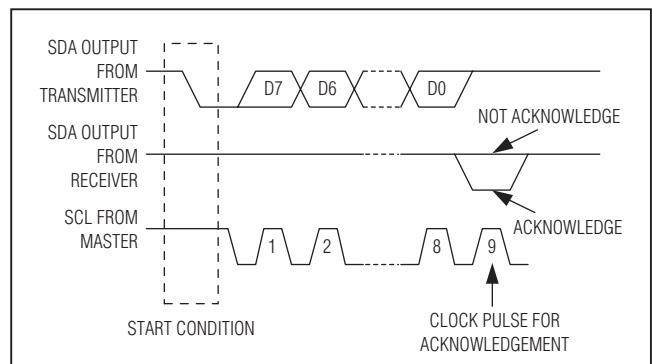 SDA OUTPUT
FROM
TRANSMITTER
D7
D6
D0
NOT ACKNOWLEDGE
SDA OUTPUT
FROM
RECEIVER
ACKNOWLEDGE
SCL FROM
MASTER
1
2
8
9
START CONDITION
CLOCK PULSE FOR
ACKNOWLEDGEMENT